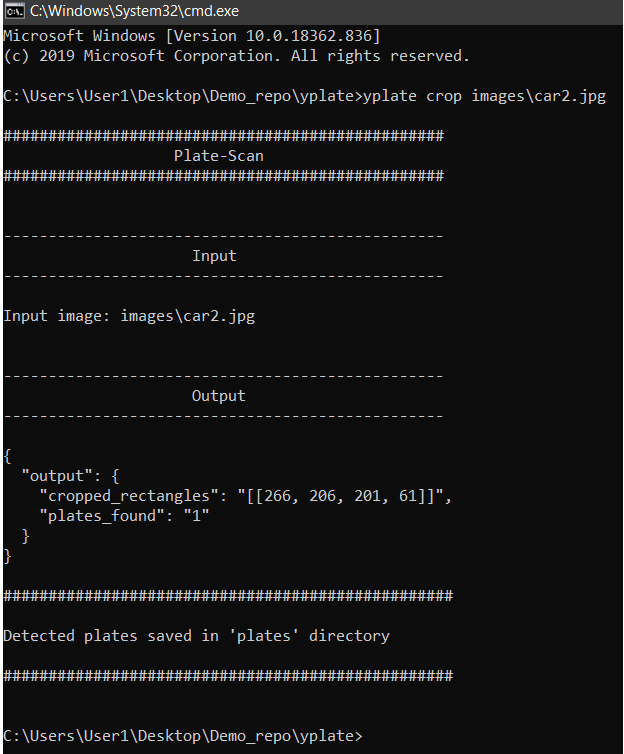 C:\Windows\System32\cmd.exe
Microsoft Windows [Version 10.0.18362.836]
(c) 2019 Microsoft Corporation. All rights reserved.
C:\Users\User1\Desktop\Demo_repo\yplate>yplate crop images\car2.jpg
#################################################
Plate-Scan
#################################################
-------------------------------------------------
Input
-------------------------------------------------
Input image: images\car2.jpg
-------------------------------------------------
Output
-------------------------------------------------
{
"output": {
"cropped_rectangles": "[[266, 206, 201, 61]]",
"plates_found": "1"
}
}
##################################################
Detected plates saved in 'plates' directory
##################################################
C:\Users\User1\Desktop\Demo_repo\yplate>